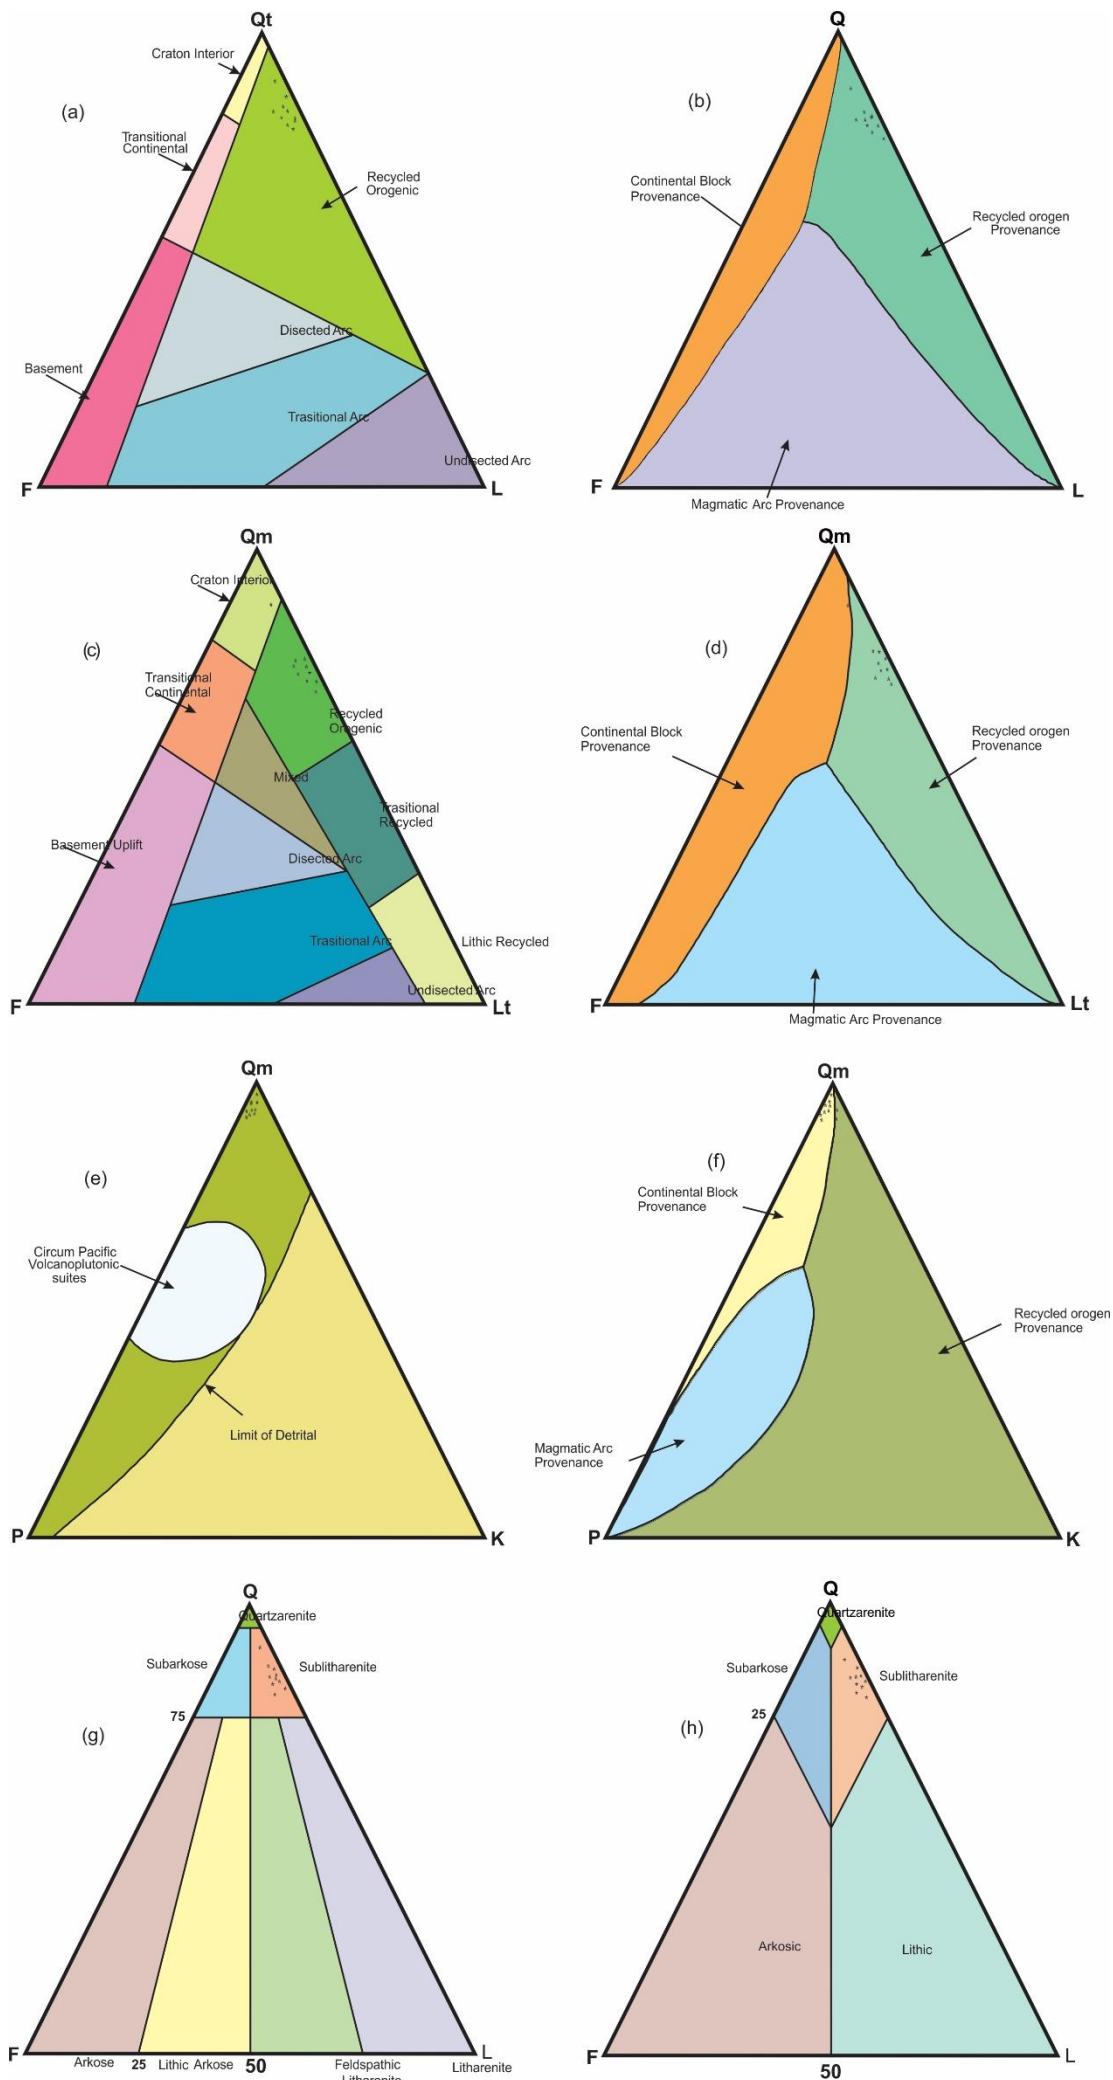 Qt
Craton Interior
(a)
Transitional
Continental
Recycled
Orogenic
Disected Arc
Basement
Trasitional Arc
Undisected Arc
F
L
Q
(b)
Continental Block
Provenance
Recycled orogen
Provenance
F
L
Magmatic Arc Provenance
Qm
Craton Interior
(c)
Transitional
Continental
Recycled
Orogenic
Mixed
Trasitional
Recycled
Basement Uplift
Disected Arc
Trasitional Arc
Lithic Recycled
Undisected Arc
F
Lt
Qm
(d)
Continental Block
Provenance
Recycled orogen
Provenance
F
Lt
Magmatic Arc Provenance
Qm
(e)
Circum Pacific
Volcanoplutonic
suites
Limit of Detrital
P
K
Qm
(f)
Continental Block
Provenance
Recycled orogen
Provenance
Magmatic Arc
Provenance
P
K
Q
Quartzarenite
Subarkose
Sublitharenite
75
(g)
F
L
Arkose
25
Lithic Arkose
50
Feldspathic
Litharenite
Litharenite
Q
Quartzarenite
Subarkose
Sublitharenite
25
(h)
Arkosic
Lithic
F
L
50